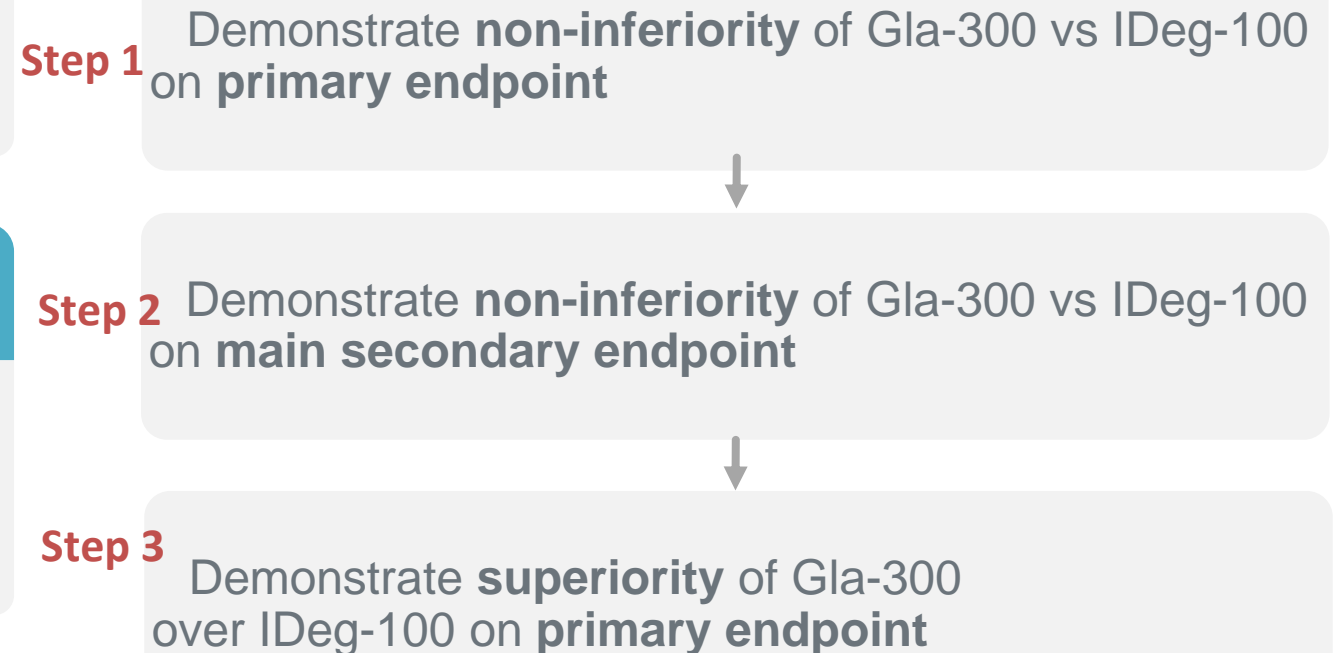 Step 1
Demonstrate non-inferiority of Gla-300 vs IDeg-100
on primary endpoint
Step 2
Demonstrate non-inferiority of Gla-300 vs IDeg-100
on main secondary endpoint
Step 3
Demonstrate superiority of Gla-300
over IDeg-100 on primary endpoint